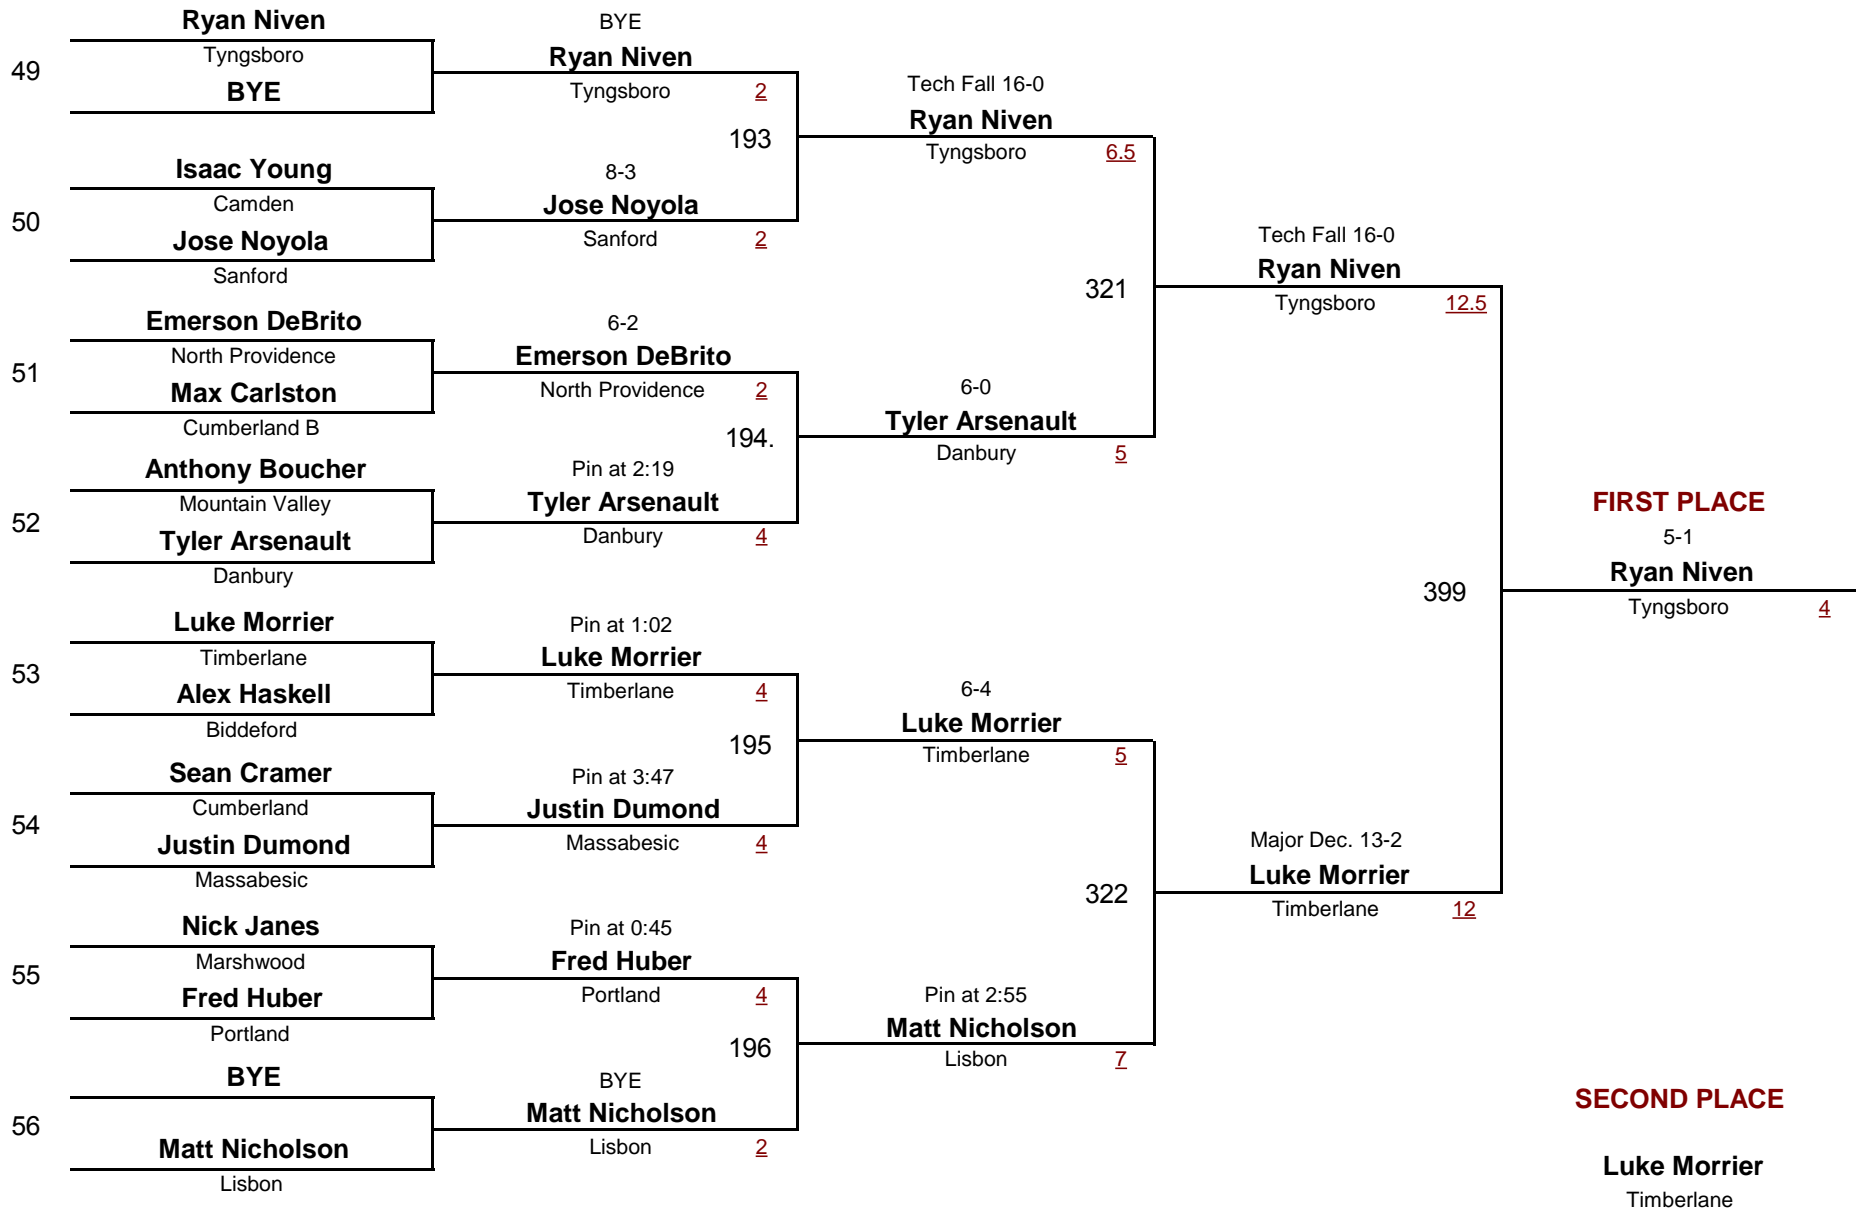 Ryan Niven
Tyngsboro
49
BYE
Isaac Young
Camden
50
Jose Noyola
Sanford
Emerson DeBrito
North Providence
51
Max Carlston
Cumberland B
Anthony Boucher
Mountain Valley
52
Tyler Arsenault
Danbury
Luke Morrier
Timberlane
53
Alex Haskell
Biddeford
Sean Cramer
Cumberland
54
Justin Dumond
Massabesic
Nick Janes
Marshwood
55
Fred Huber
Portland
BYE
56
Matt Nicholson
Lisbon
BYE
Ryan Niven
Tyngsboro 2
193
8-3
Jose Noyola
Sanford 2
6-2
Emerson DeBrito
North Providence 2
194.
Pin at 2:19
Tyler Arsenault
Danbury 4
Pin at 1:02
Luke Morrier
Timberlane 4
195
Pin at 3:47
Justin Dumond
Massabesic 4
Pin at 0:45
Fred Huber
Portland 4
196
BYE
Matt Nicholson
Lisbon 2
Tech Fall 16-0
Ryan Niven
Tyngsboro 6.5
321
6-0
Tyler Arsenault
Danbury 5
6-4
Luke Morrier
Timberlane 5
322
Pin at 2:55
Matt Nicholson
Lisbon 7
Tech Fall 16-0
Ryan Niven
Tyngsboro 12.5
399
Major Dec. 13-2
Luke Morrier
Timberlane 12
FIRST PLACE
5-1
Ryan Niven
Tyngsboro 4
SECOND PLACE
Luke Morrier
Timberlane